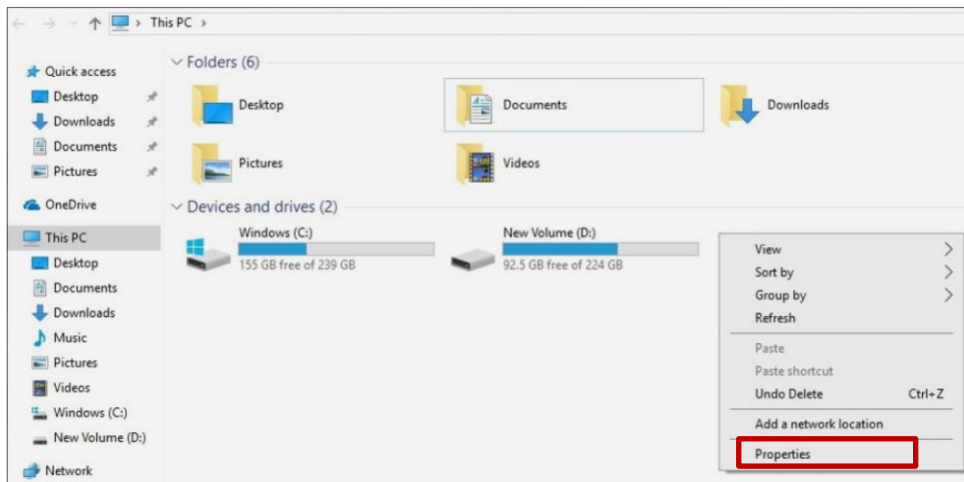 This PC
Quick access
Desktop
Downloads
Documents
Pictures
OneDrive
This PC
Desktop
Documents
Downloads
Music
Pictures
Videos
Windows (C:)
New Volume (D:)
Network
Folders (6)
Desktop
Documents
Downloads
Pictures
Videos
Devices and drives (2)
Windows (C:)
155 GB free of 239 GB
New Volume (D:)
92.5 GB free of 224 GB
View
Sort by
Group by
Refresh
Paste
Paste shortcut
Undo Delete Ctrl+Z
Add a network location
Properties